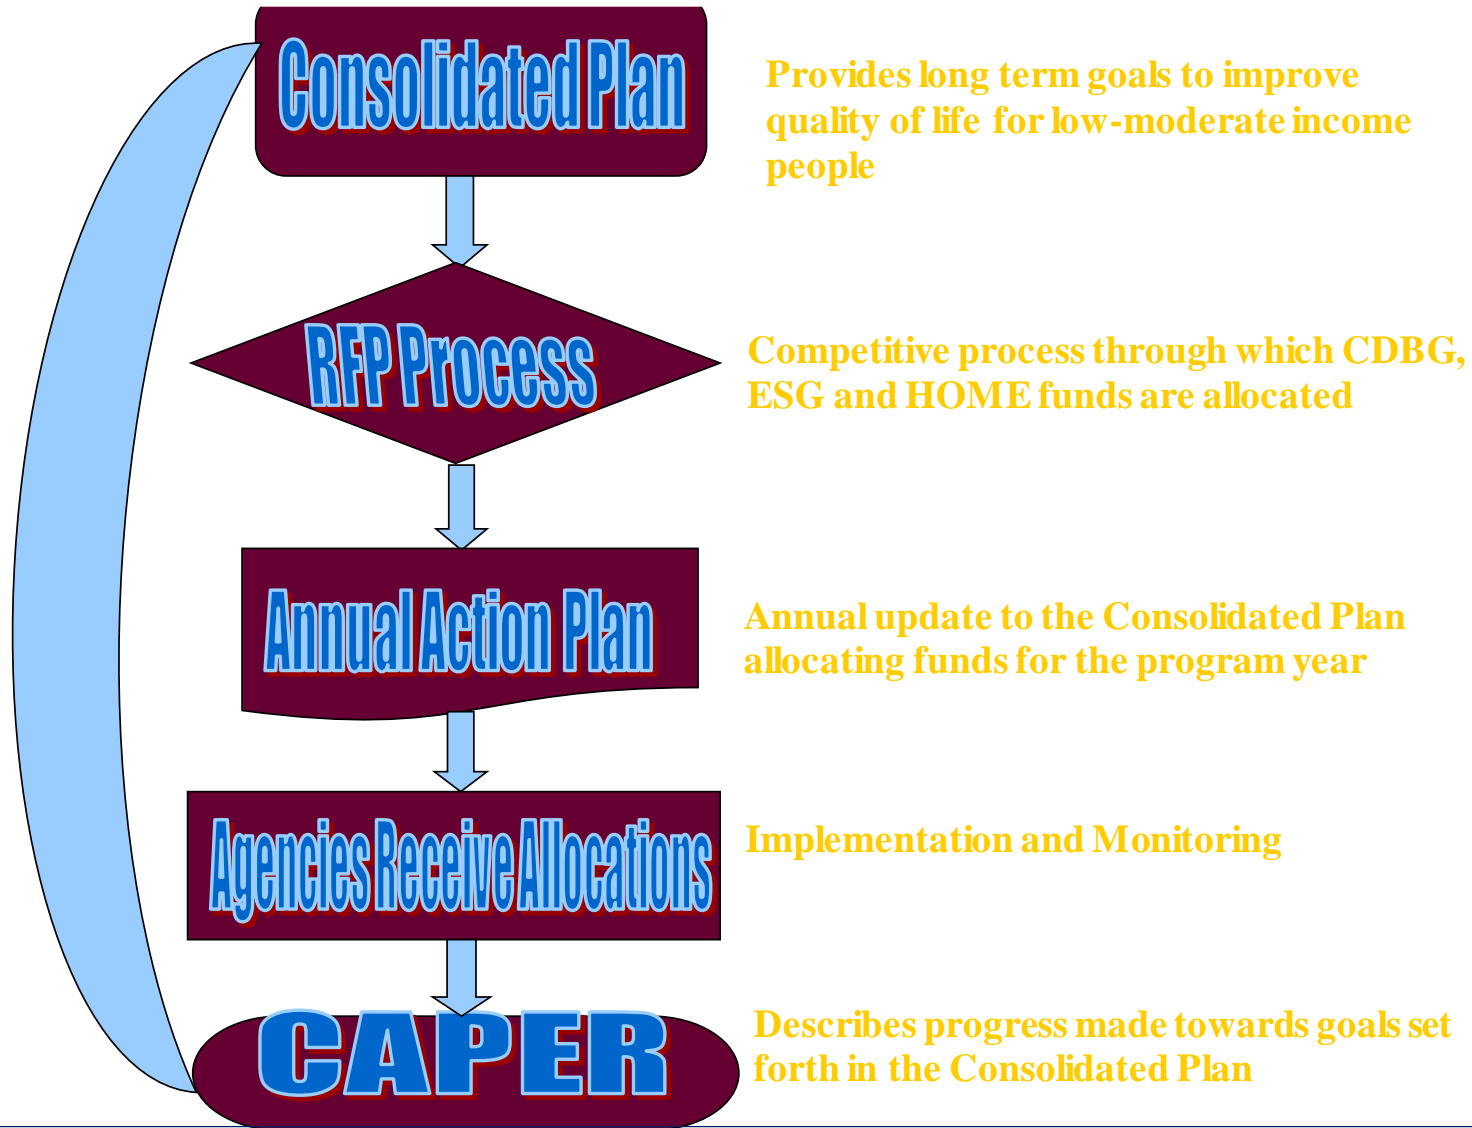 Consolidated Plan
Provides long term goals to improve
quality of life for low-moderate income
people
RFP Process
Competitive process through which CDBG,
ESG and HOME funds are allocated
Annual Action Plan
Annual update to the Consolidated Plan
allocating funds for the program year
Agencies Receive Allocations
Implementation and Monitoring
CAPER
Describes progress made towards goals set
forth in the Consolidated Plan